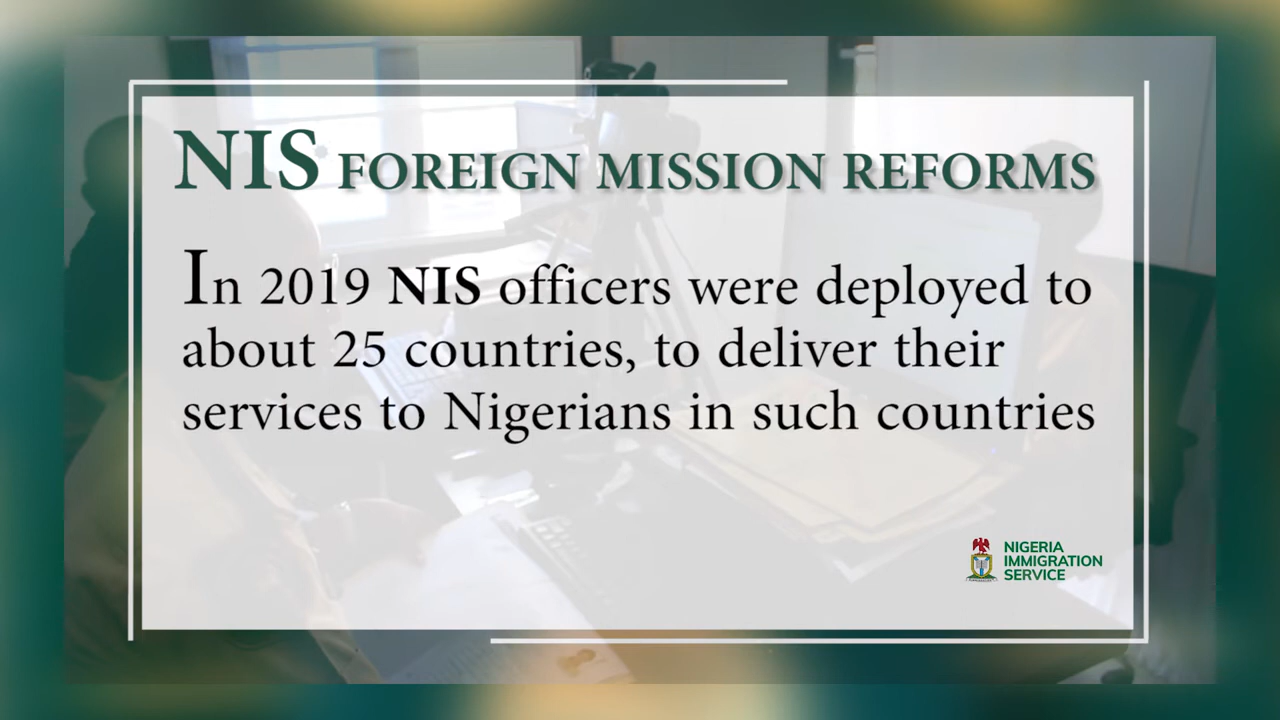 NIS FOREIGN MISSION REFORMS
In 2019 NIS officers were deployed to
about 25 countries, to deliver their
services to Nigerians in such countries
NIGERIA
IMMIGRATION
SERVICE